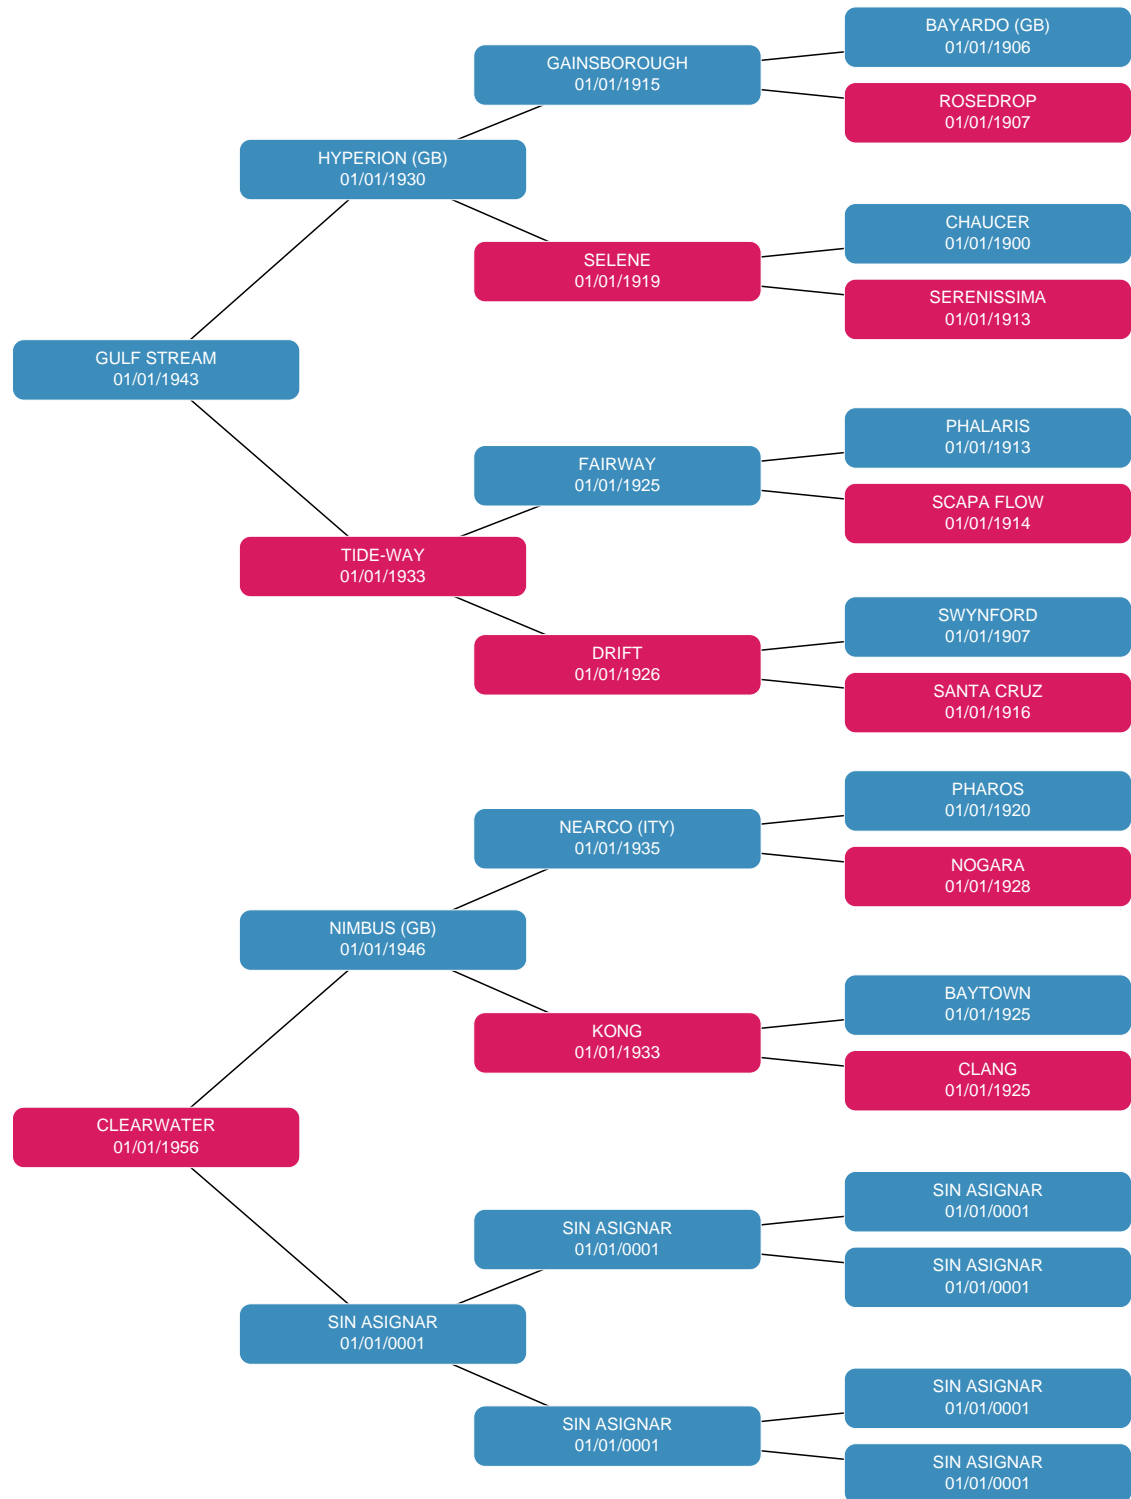 BAYARDO (GB)
01/01/1906
GAINSBOROUGH
01/01/1915
ROSEDROP
01/01/1907
HYPERION (GB)
01/01/1930
CHAUCER
01/01/1900
SELENE
01/01/1919
SERENISSIMA
01/01/1913
GULF STREAM
01/01/1943
PHALARIS
01/01/1913
FAIRWAY
01/01/1925
SCAPA FLOW
01/01/1914
TIDE-WAY
01/01/1933
SWYNFORD
01/01/1907
DRIFT
01/01/1926
SANTA CRUZ
01/01/1916
PHAROS
01/01/1920
NEARCO (ITY)
01/01/1935
NOGARA
01/01/1928
NIMBUS (GB)
01/01/1946
BAYTOWN
01/01/1925
KONG
01/01/1933
CLANG
01/01/1925
CLEARWATER
01/01/1956
SIN ASIGNAR
01/01/0001
SIN ASIGNAR
01/01/0001
SIN ASIGNAR
01/01/0001
SIN ASIGNAR
01/01/0001
SIN ASIGNAR
01/01/0001
SIN ASIGNAR
01/01/0001
SIN ASIGNAR
01/01/0001